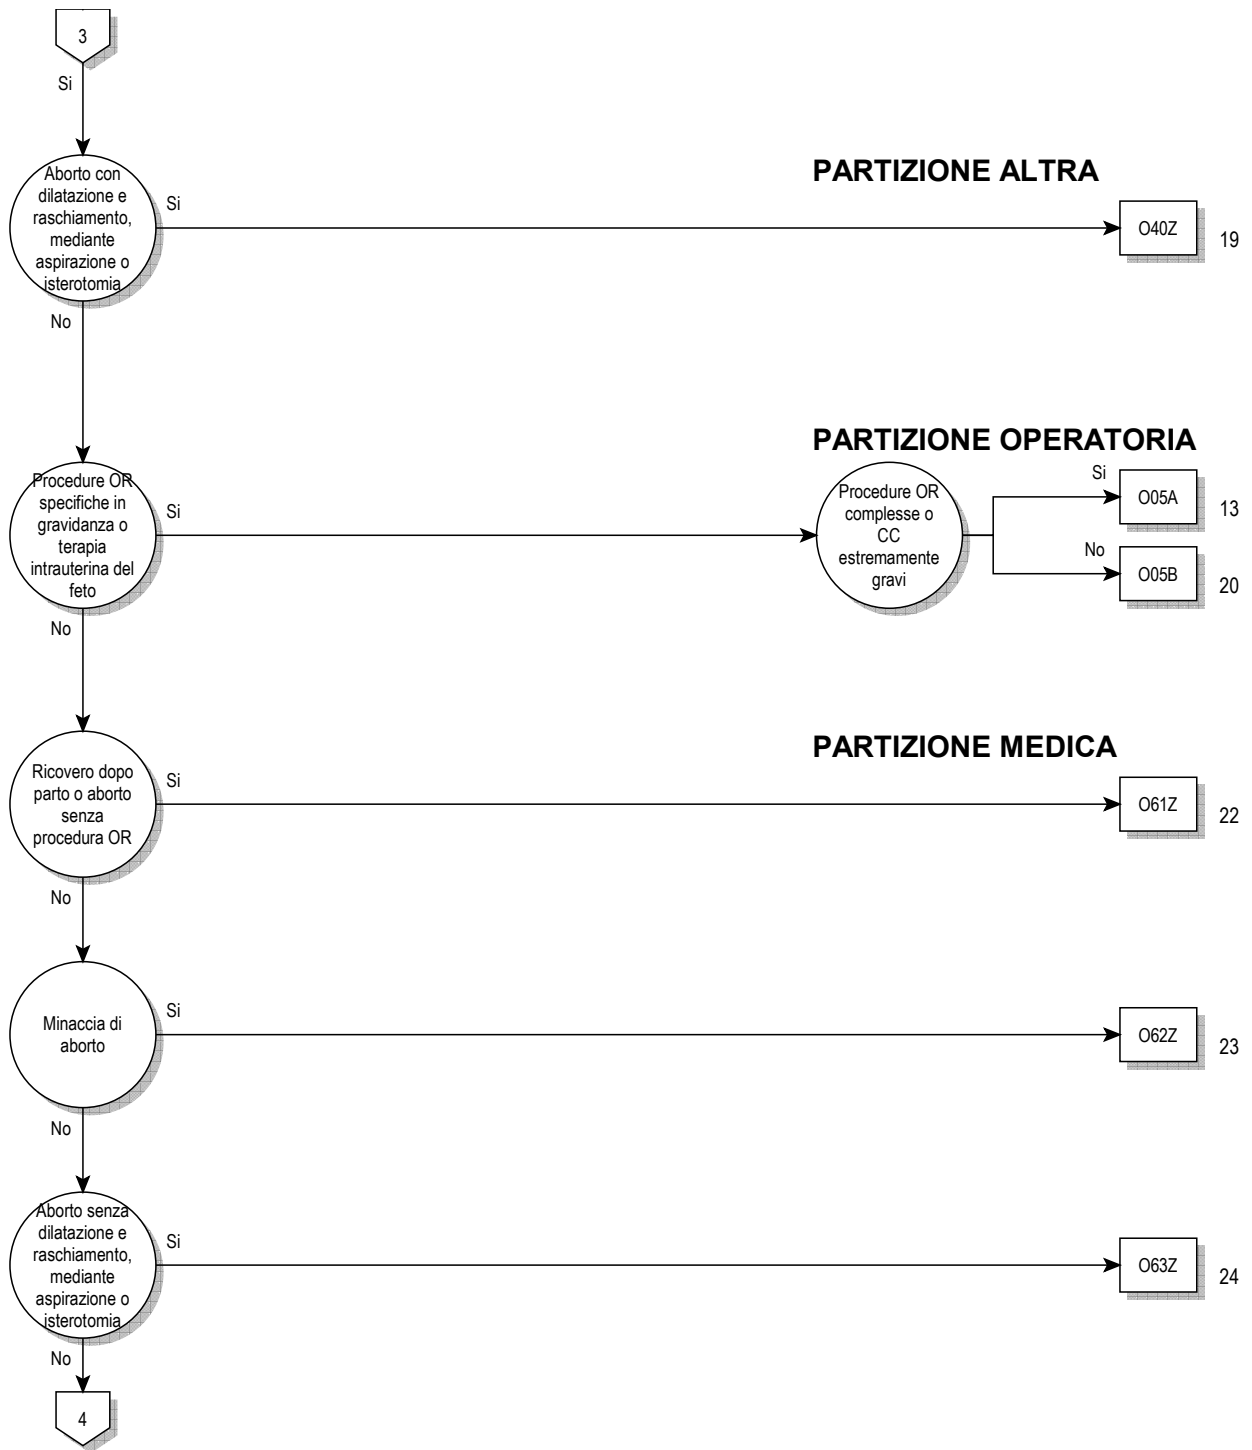 3
Si
Aborto con
dilatazione e
raschiamento,
mediante
aspirazione o
isterotomia
Si
No
PARTIZIONE ALTRA
O40Z
19
PARTIZIONE OPERATORIA
Procedure OR
specifiche in
gravidanza o
terapia
intrauterina del
feto
Si
No
Procedure OR
complesse o
CC
estremamente
gravi
Si
O05A
13
No
O05B
20
PARTIZIONE MEDICA
Ricovero dopo
parto o aborto
senza
procedura OR
Si
No
O61Z
22
Minaccia di
aborto
Si
No
O62Z
23
Aborto senza
dilatazione e
raschiamento,
mediante
aspirazione o
isterotomia
Si
No
O63Z
24
4